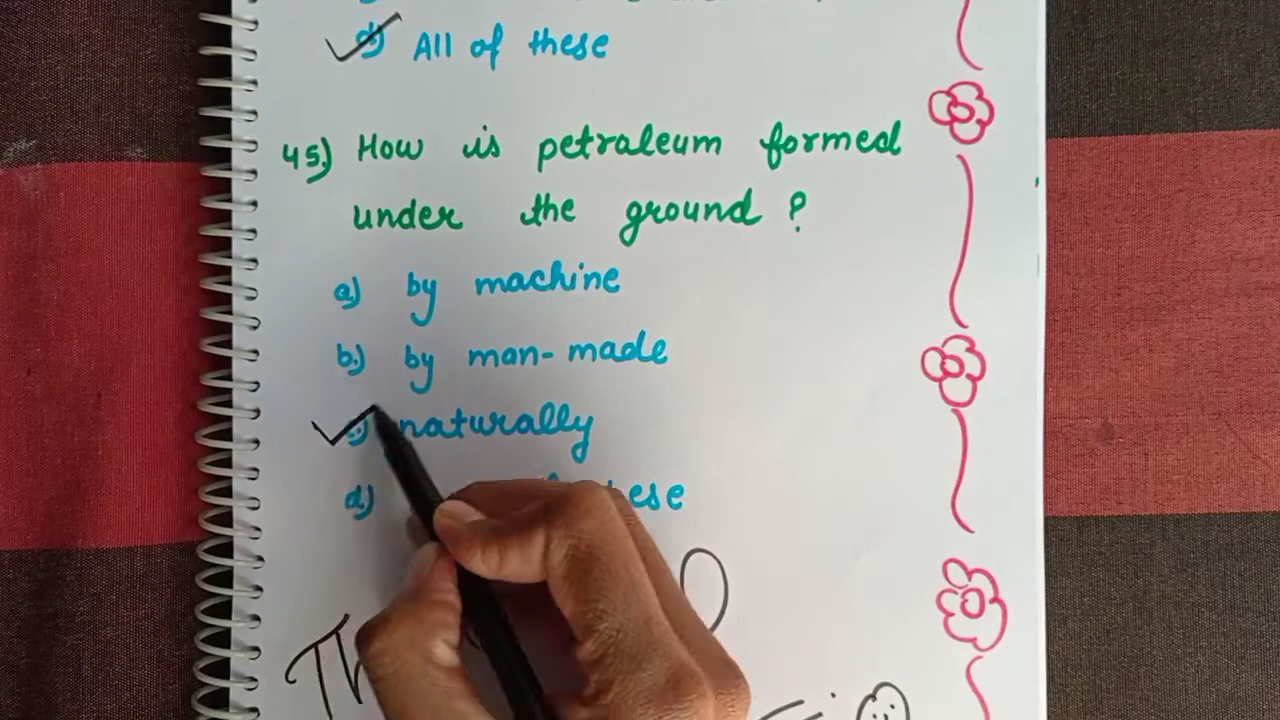 d) All of these
45.) How is petraleum formed
under the ground ?
a) by machine
b.) by man-made
naturally
d.)